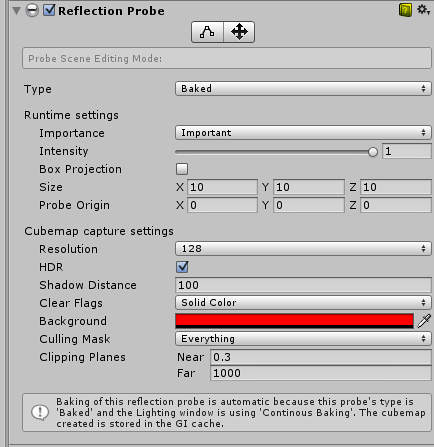 Reflection Probe
Probe Scene Editing Mode:
Type Baked
Runtime settings
Importance Important
Intensity 1
Box Projection
Size X 10 Y 10 Z 10
Probe Origin X 0 Y 0 Z 0
Cubemap capture settings
Resolution 128
HDR
Shadow Distance 100
Clear Flags Solid Color
Background
Culling Mask Everything
Clipping Planes Near 0.3
Far 1000
Baking of this reflection probe is automatic because this probe's type is
'Baked' and the Lighting window is using 'Continous Baking'. The cubemap
created is stored in the GI cache.